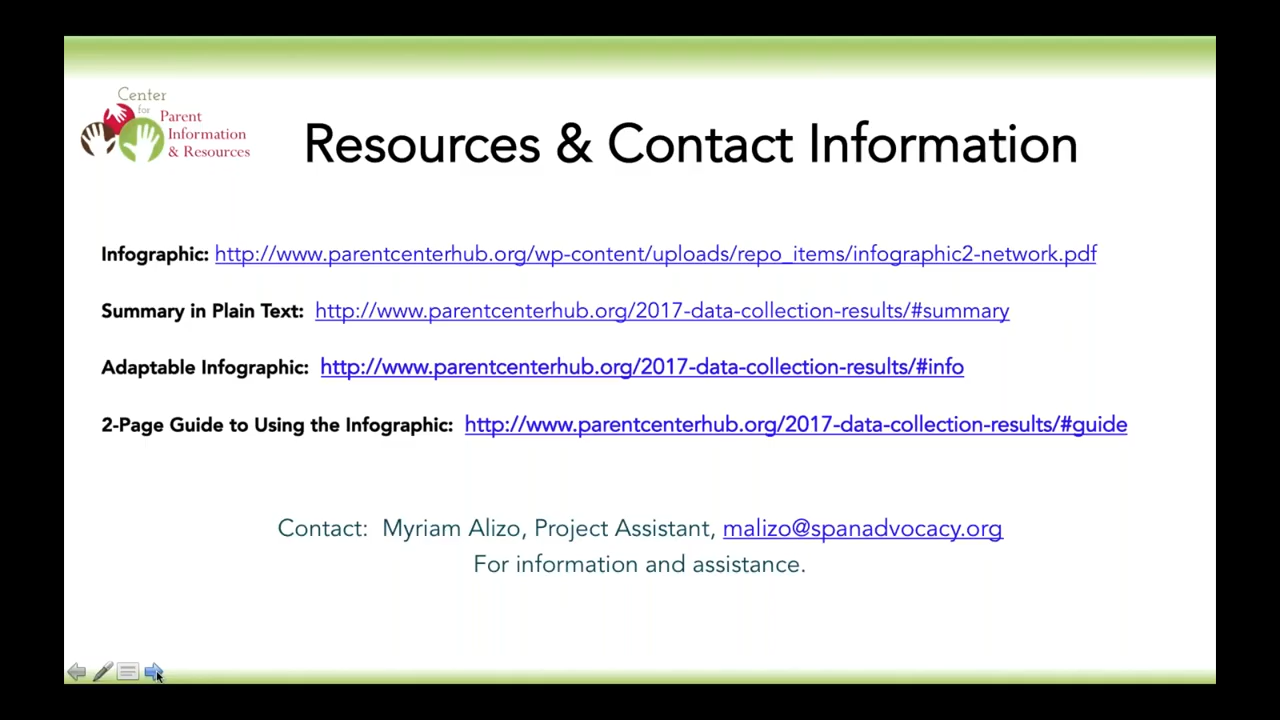 Center
for
Parent
Information
& Resources
Resources & Contact Information
Infographic: http://www.parentcenterhub.org/wp-content/uploads/repo_items/infographic2-network.pdf
Summary in Plain Text: http://www.parentcenterhub.org/2017-data-collection-results/#summary
Adaptable Infographic: http://www.parentcenterhub.org/2017-data-collection-results/#info
2-Page Guide to Using the Infographic: http://www.parentcenterhub.org/2017-data-collection-results/#guide
Contact: Myriam Alizo, Project Assistant, malizo@spanadvocacy.org
For information and assistance.